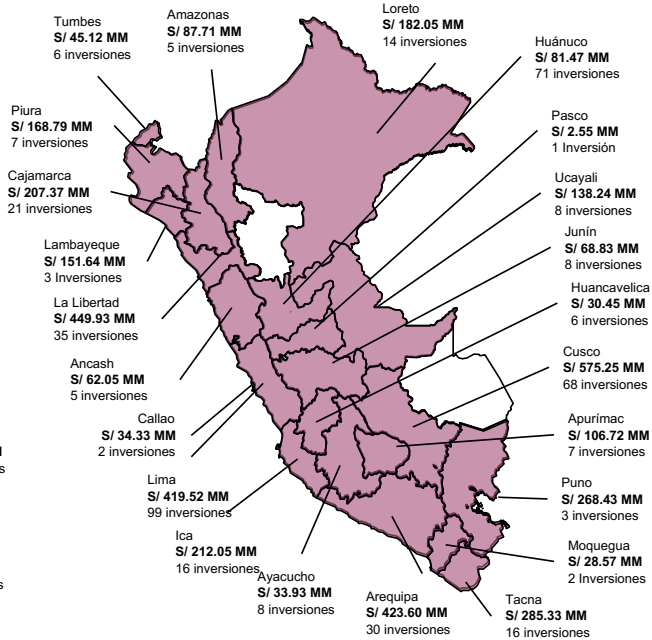 Tumbes
S/ 45.12 MM
6 inversiones
Amazonas
S/ 87.71 MM
5 inversiones
Loreto
S/ 182.05 MM
14 inversiones
Huánuco
S/ 81.47 MM
71 inversiones
Piura
S/ 168.79 MM
7 inversiones
Pasco
S/ 2.55 MM
1 Inversión
Cajamarca
S/ 207.37 MM
21 inversiones
Ucayali
S/ 138.24 MM
8 inversiones
Lambayeque
S/ 151.64 MM
3 Inversiones
Junín
S/ 68.83 MM
8 inversiones
La Libertad
S/ 449.93 MM
35 inversiones
Huancavelica
S/ 30.45 MM
6 inversiones
Ancash
S/ 62.05 MM
5 inversiones
Cusco
S/ 575.25 MM
68 inversiones
Callao
S/ 34.33 MM
2 inversiones
Apurímac
S/ 106.72 MM
7 inversiones
Lima
S/ 419.52 MM
99 inversiones
Puno
S/ 268.43 MM
3 inversiones
Ica
S/ 212.05 MM
16 inversiones
Moquegua
S/ 28.57 MM
2 Inversiones
Ayacucho
S/ 33.93 MM
8 inversiones
Arequipa
S/ 423.60 MM
30 inversiones
Tacna
S/ 285.33 MM
16 inversiones